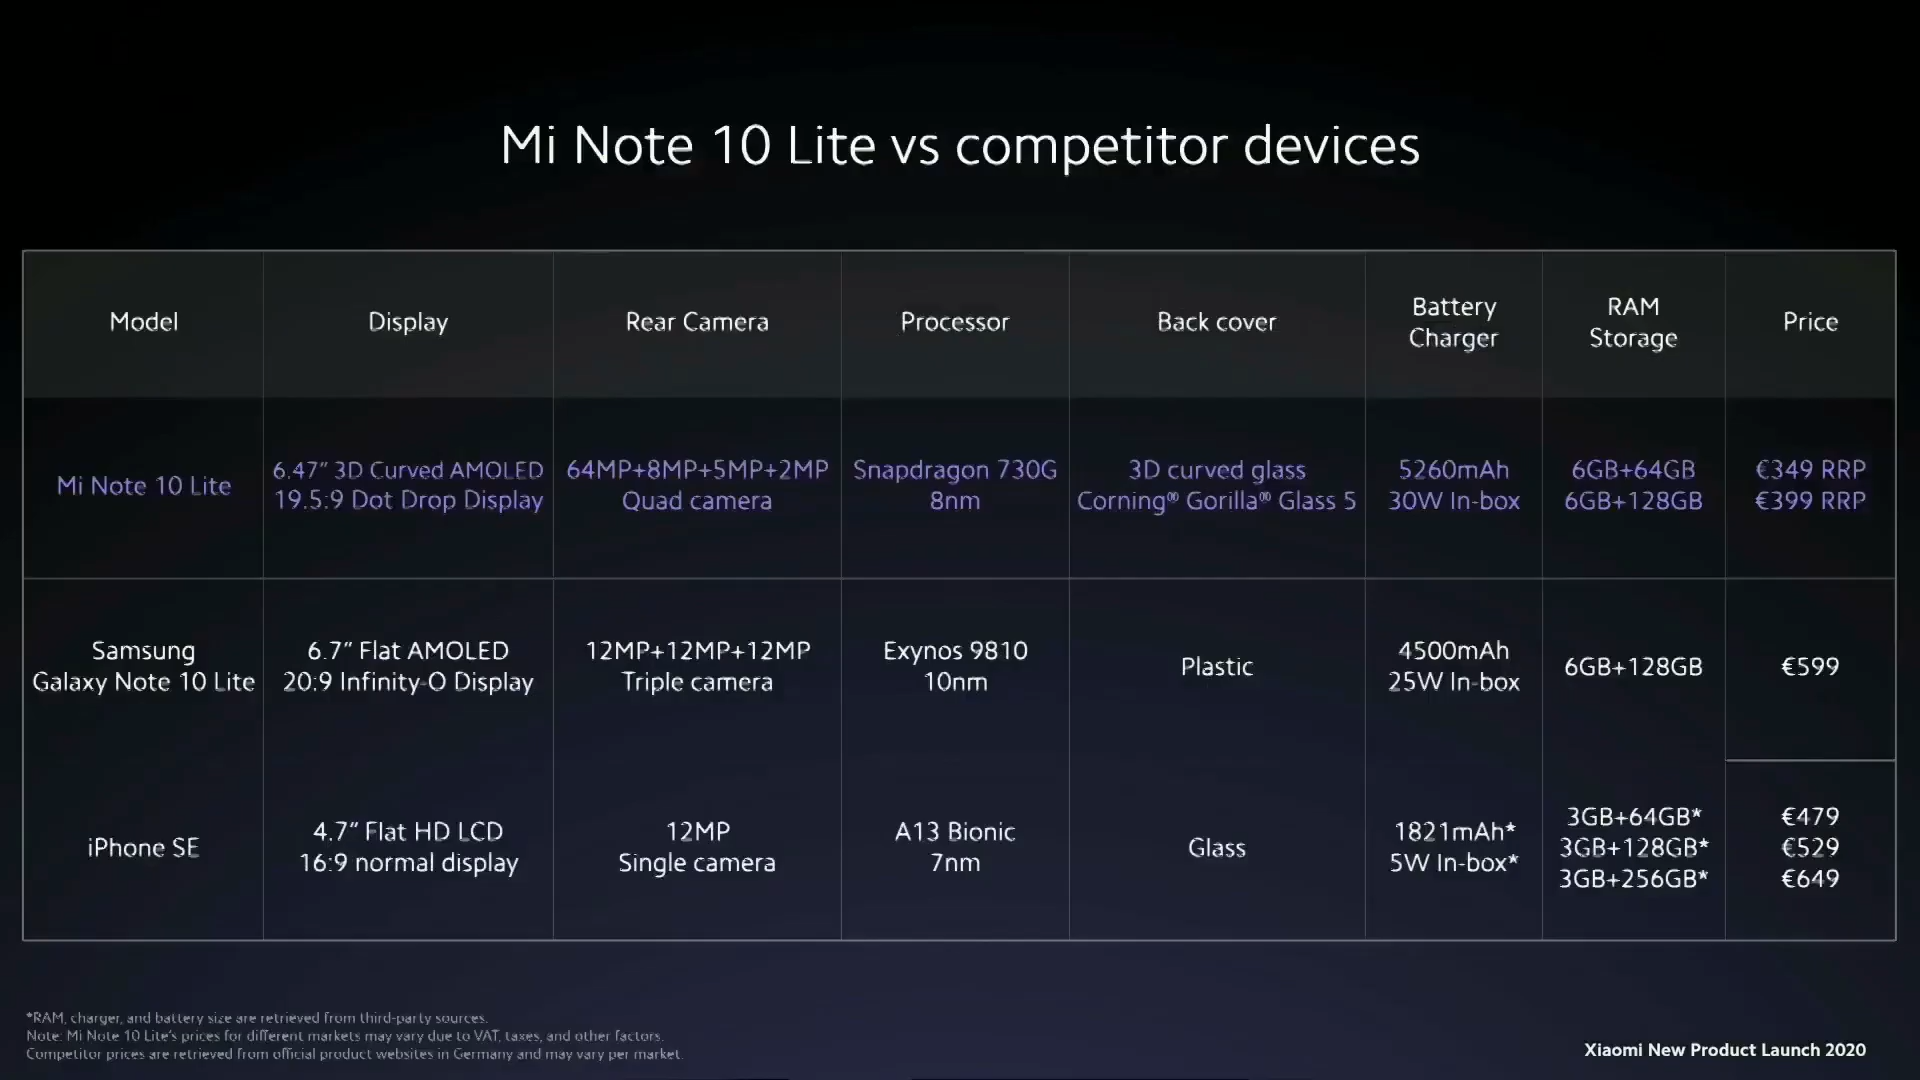 Mi Note 10 Lite vs competitor devices
Model
Display
Rear Camera
Processor
Back cover
Battery
Charger
RAM
Storage
Price
Mi Note 10 Lite
6.47" 3D Curved AMOLED
19.5:9 Dot Drop Display
64MP+8MP+5MP+2MP
Quad camera
Snapdragon 730G
8nm
3D curved glass
Corning® Gorilla® Glass 5
5260mAh
30W In-box
6GB+64GB
6GB+128GB
€349 RRP
€399 RRP
Samsung
Galaxy Note 10 Lite
6.7" Flat AMOLED
20:9 Infinity-O Display
12MP+12MP+12MP
Triple camera
Exynos 9810
10nm
Plastic
4500mAh
25W In-box
6GB+128GB
€599
iPhone SE
4.7" Flat HD LCD
16:9 normal display
12MP
Single camera
A13 Bionic
7nm
Glass
1821mAh*
5W In-box*
3GB+64GB*
3GB+128GB*
3GB+256GB*
€479
€529
€649
*RAM, charger, and battery size are retrieved from third-party sources.
Note: Mi Note 10 Lite's prices for different markets may vary due to VAT, taxes, and other factors.
Competitor prices are retrieved from official product websites in Germany and may vary per market.
Xiaomi New Product Launch 2020